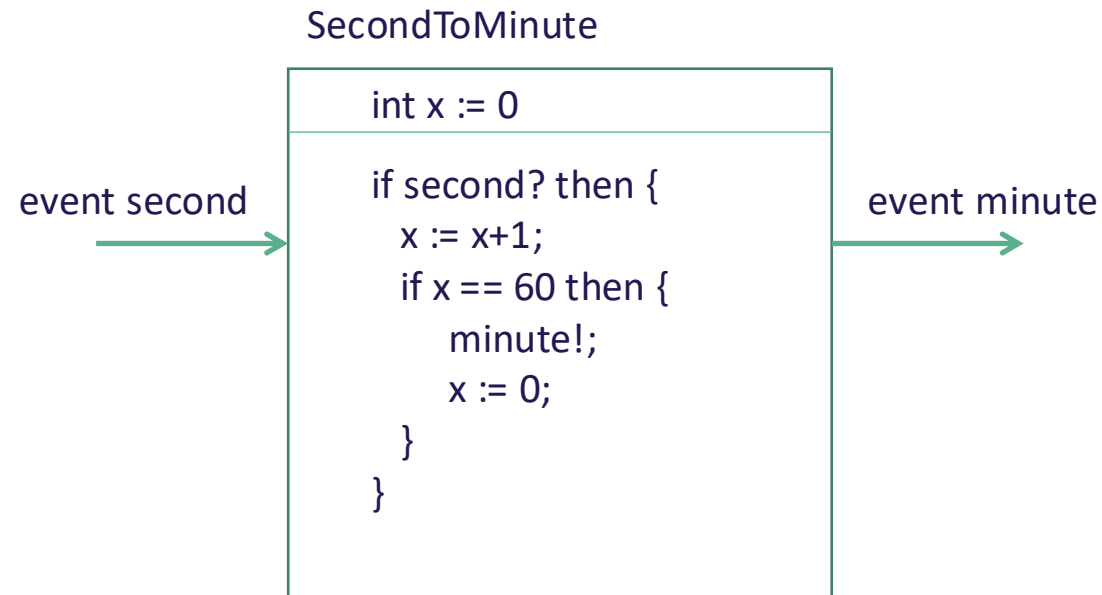 SecondToMinute
int x := 0
event second
if second? then {
x := x+1;
if x == 60 then {
minute!;
x := 0;
}
}
event minute